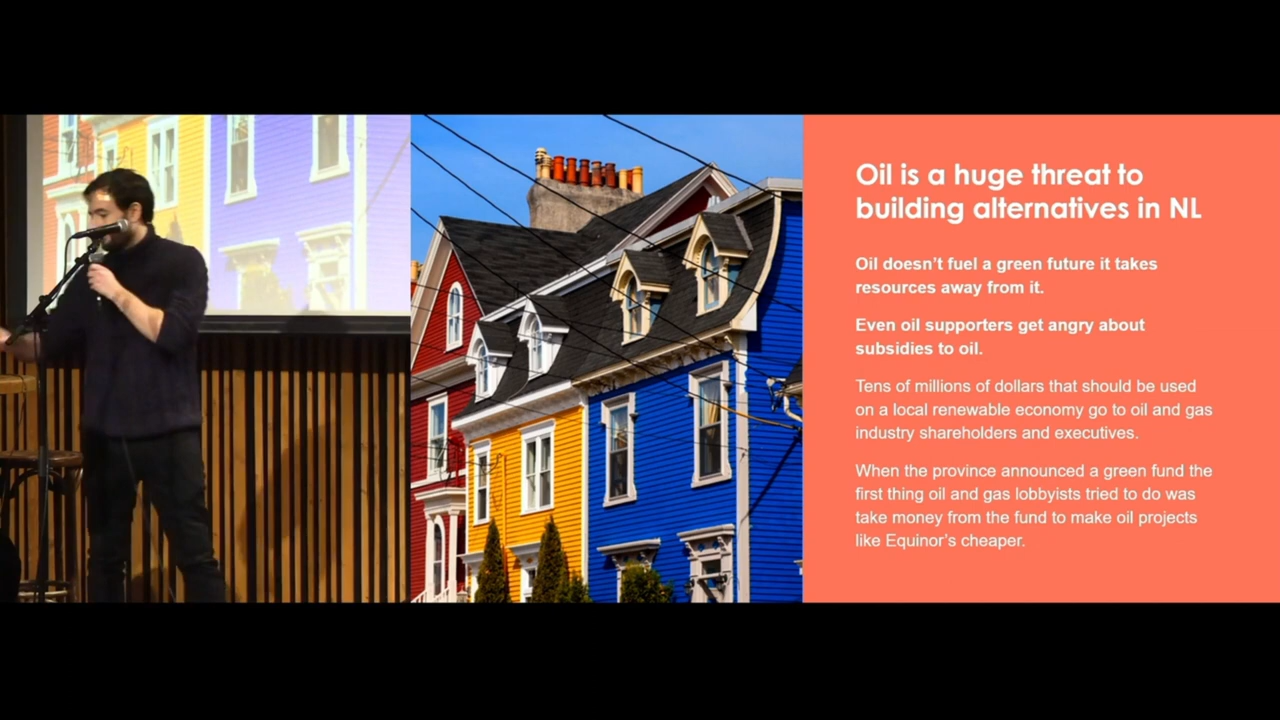 Oil is a huge threat to
building alternatives in NL
Oil doesn’t fuel a green future it takes
resources away from it.
Even oil supporters get angry about
subsidies to oil.
Tens of millions of dollars that should be used
on a local renewable economy go to oil and gas
industry shareholders and executives.
When the province announced a green fund the
first thing oil and gas lobbyists tried to do was
take money from the fund to make oil projects
like Equinor’s cheaper.